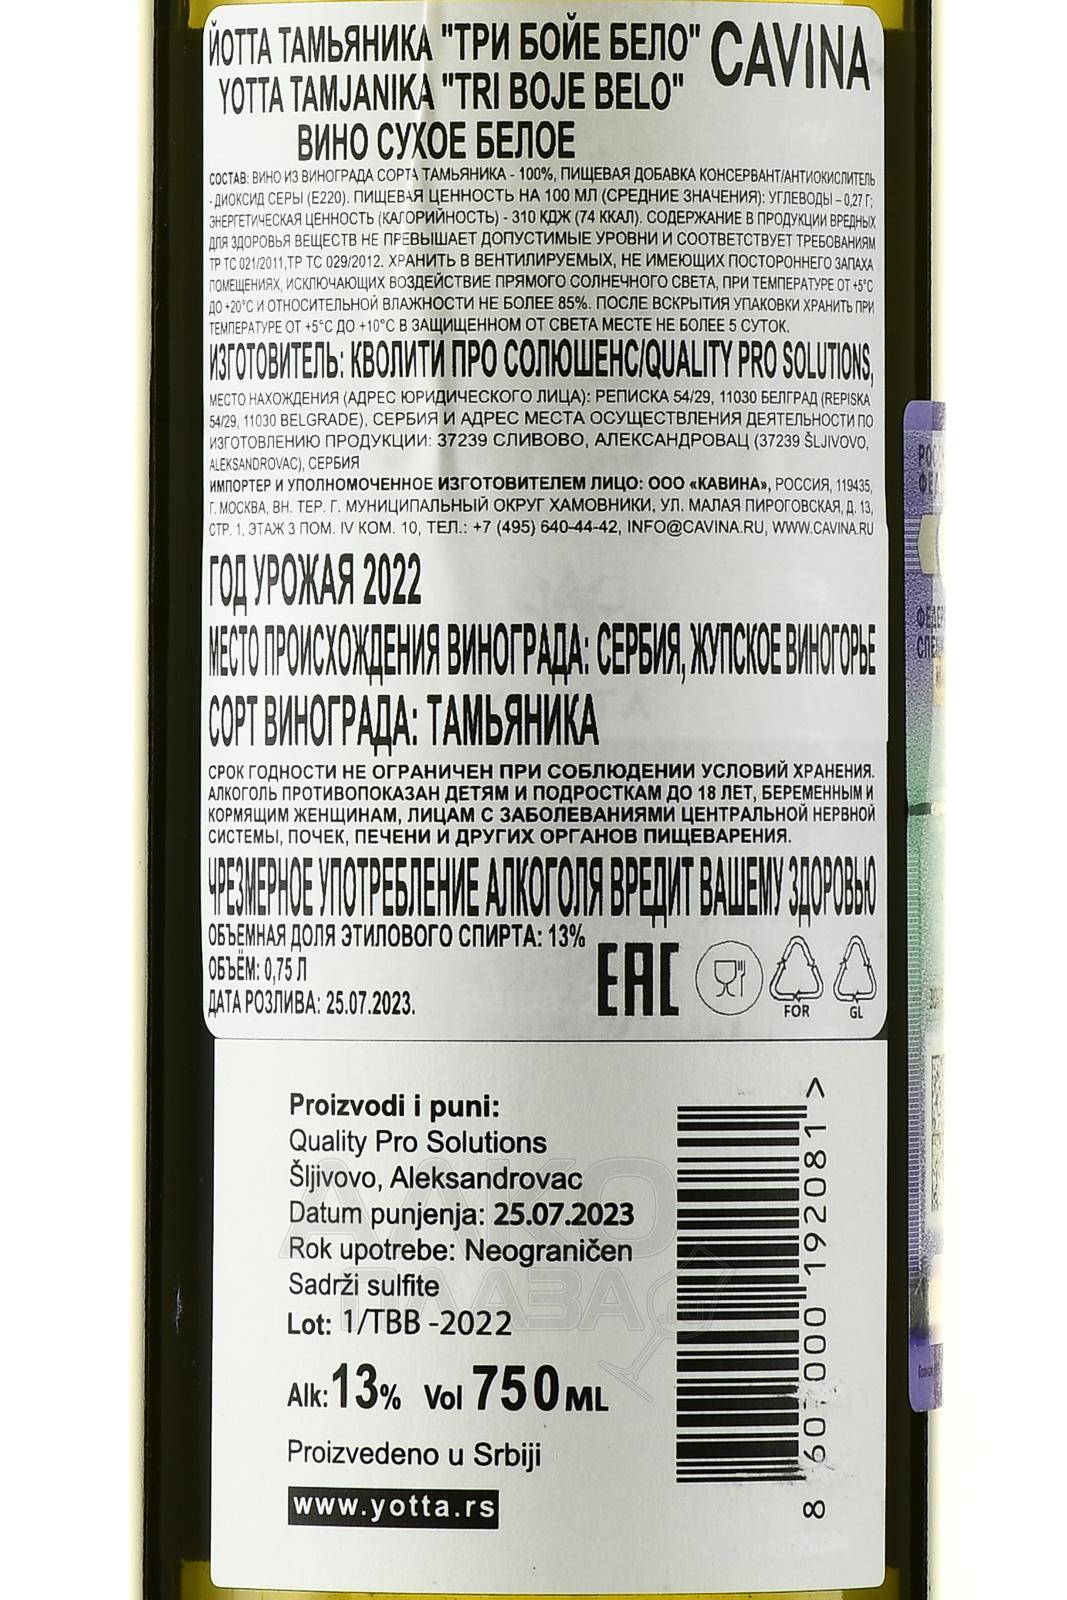 ЙОТТА ТАМЬЯНИКА "ТРИ БОЙЕ БЕЛО"
CAVINA
YOTTA TAMJANIKA "TRI BOJE BELO"
ВИНО СУХОЕ БЕЛОЕ
СОСТАВ: ВИНО ИЗ ВИНОГРАДА СОРТА ТАМЬЯНИКА - 100%, ПИЩЕВАЯ ДОБАВКА КОНСЕРВАНТ/АНТИОКИСЛИТЕЛЬ
- ДИОКСИД СЕРЫ (Е220). ПИЩЕВАЯ ЦЕННОСТЬ НА 100 МЛ (СРЕДНИЕ ЗНАЧЕНИЯ): УГЛЕВОДЫ – 0,27 Г;
ЭНЕРГЕТИЧЕСКАЯ ЦЕННОСТЬ (КАЛОРИЙНОСТЬ) - 310 КДЖ (74 ККАЛ). СОДЕРЖАНИЕ В ПРОДУКЦИИ ВРЕДНЫХ
ДЛЯ ЗДОРОВЬЯ ВЕЩЕСТВ НЕ ПРЕВЫШАЕТ ДОПУСТИМЫЕ УРОВНИ И СООТВЕТСТВУЕТ ТРЕБОВАНИЯМ
ТР ТС 021/2011,ТР ТС 029/2012. ХРАНИТЬ В ВЕНТИЛИРУЕМЫХ, НЕ ИМЕЮЩИХ ПОСТОРОННЕГО ЗАПАХА
ПОМЕЩЕНИЯХ, ИСКЛЮЧАЮЩИХ ВОЗДЕЙСТВИЕ ПРЯМОГО СОЛНЕЧНОГО СВЕТА, ПРИ ТЕМПЕРАТУРЕ ОТ +5°С
ДО +20°С И ОТНОСИТЕЛЬНОЙ ВЛАЖНОСТИ НЕ БОЛЕЕ 85%. ПОСЛЕ ВСКРЫТИЯ УПАКОВКИ ХРАНИТЬ ПРИ
ТЕМПЕРАТУРЕ ОТ +5°С ДО +10°С В ЗАЩИЩЕННОМ ОТ СВЕТА МЕСТЕ НЕ БОЛЕЕ 5 СУТОК.
ИЗГОТОВИТЕЛЬ: КВОЛИТИ ПРО СОЛЮШЕНС/QUALITY PRO SOLUTIONS,
МЕСТО НАХОЖДЕНИЯ (АДРЕС ЮРИДИЧЕСКОГО ЛИЦА): РЕПИСКА 54/29, 11030 БЕЛГРАД (REPISKA
54/29, 11030 BELGRADE), СЕРБИЯ И АДРЕС МЕСТА ОСУЩЕСТВЛЕНИЯ ДЕЯТЕЛЬНОСТИ ПО
ИЗГОТОВЛЕНИЮ ПРОДУКЦИИ: 37239 СЛИВОВО, АЛЕКСАНДРОВАЦ (37239 ŠLJIVOVO,
ALEKSANDROVAC), СЕРБИЯ
ИМПОРТЕР И УПОЛНОМОЧЕННОЕ ИЗГОТОВИТЕЛЕМ ЛИЦО: ООО «КАВИНА», РОССИЯ, 119435,
Г. МОСКВА, ВН. ТЕР. Г. МУНИЦИПАЛЬНЫЙ ОКРУГ ХАМОВНИКИ, УЛ. МАЛАЯ ПИРОГОВСКАЯ, Д. 13,
СТР. 1, ЭТАЖ 3 ПОМ. IV КОМ. 10, ТЕЛ.: +7 (495) 640-44-42, INFO@CAVINA.RU, WWW.CAVINA.RU
ГОД УРОЖАЯ 2022
МЕСТО ПРОИСХОЖДЕНИЯ ВИНОГРАДА: СЕРБИЯ, ЖУПСКОЕ ВИНОГОРЬЕ
СОРТ ВИНОГРАДА: ТАМЬЯНИКА
СРОК ГОДНОСТИ НЕ ОГРАНИЧЕН ПРИ СОБЛЮДЕНИИ УСЛОВИЙ ХРАНЕНИЯ.
АЛКОГОЛЬ ПРОТИВОПОКАЗАН ДЕТЯМ И ПОДРОСТКАМ ДО 18 ЛЕТ, БЕРЕМЕННЫМ И
КОРМЯЩИМ ЖЕНЩИНАМ, ЛИЦАМ С ЗАБОЛЕВАНИЯМИ ЦЕНТРАЛЬНОЙ НЕРВНОЙ
СИСТЕМЫ, ПОЧЕК, ПЕЧЕНИ И ДРУГИХ ОРГАНОВ ПИЩЕВАРЕНИЯ.
ЧРЕЗМЕРНОЕ УПОТРЕБЛЕНИЕ АЛКОГОЛЯ ВРЕДИТ ВАШЕМУ ЗДОРОВЬЮ
ОБЪЕМНАЯ ДОЛЯ ЭТИЛОВОГО СПИРТА: 13%
ОБЪЁМ: 0,75 Л
ДАТА РОЗЛИВА: 25.07.2023.
EAC
FOR
GL
Proizvodi i puni:
Quality Pro Solutions
Šljivovo, Aleksandrovac
Datum punjenja: 25.07.2023
Rok upotrebe: Neograničen
Sadrži sulfite
Lot: 1/TBB -2022
Alk:13% Vol 750ML
Proizvedeno u Srbiji
www.yotta.rs
АЛКО
ПЛАЗА